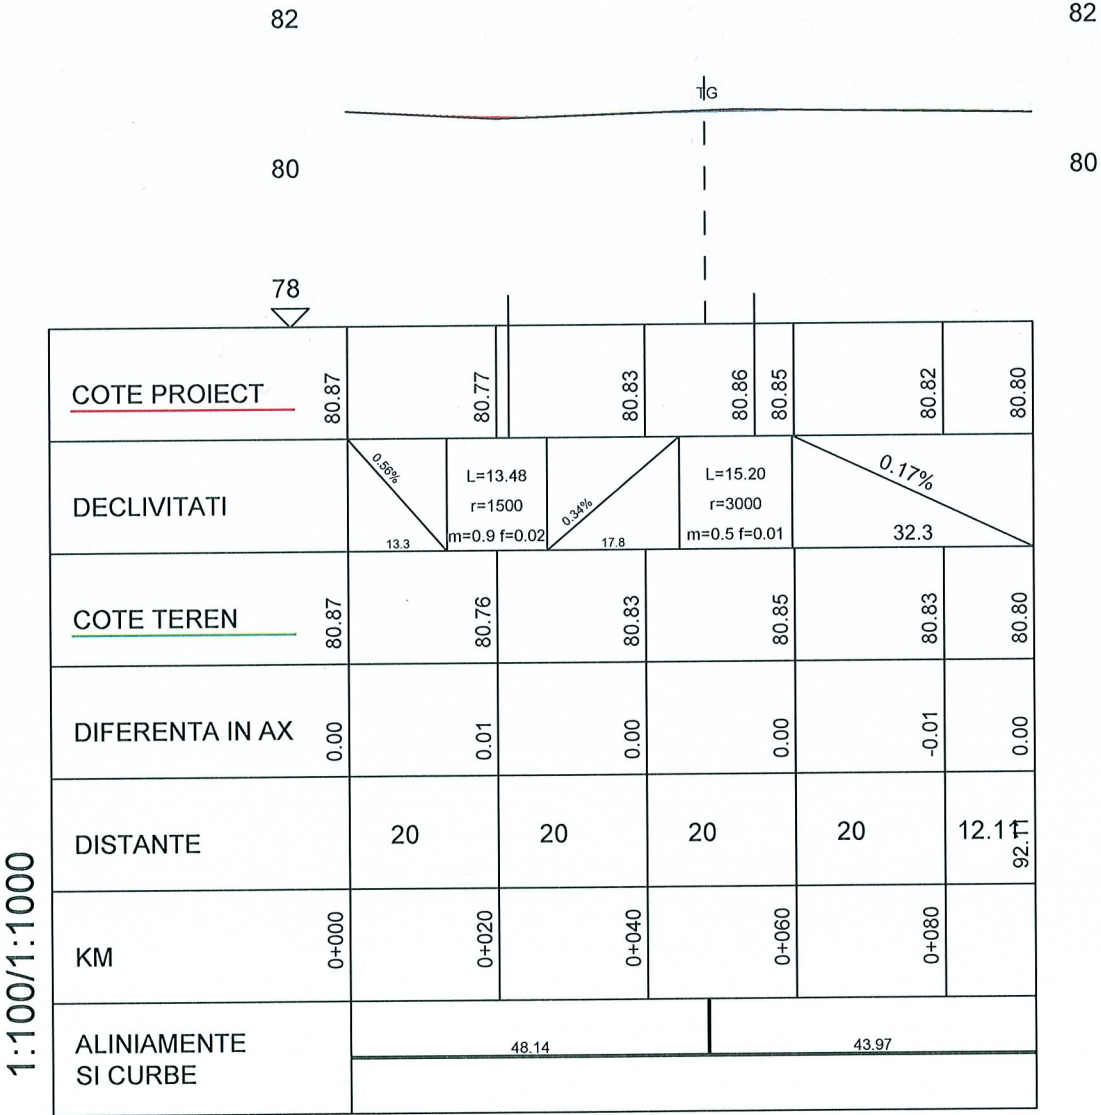 82
82
TG
80
80
78
COTE PROIECT
80.87
80.77
80.83
80.86
80.85
80.82
80.80
DECLIVITATI
0.56%
13.3
L=13.48
r=1500
m=0.9 f=0.02
0.34%
17.8
L=15.20
r=3000
m=0.5 f=0.01
0.17%
32.3
COTE TEREN
80.87
80.76
80.83
80.85
80.83
80.80
DIFERENTA IN AX
0.00
0.01
0.00
0.00
-0.01
0.00
DISTANTE
20
20
20
20
12.11
92.11
KM
0+000
0+020
0+040
0+060
0+080
ALINIAMENTE
SI CURBE
48.14
43.97
1:100/1:1000